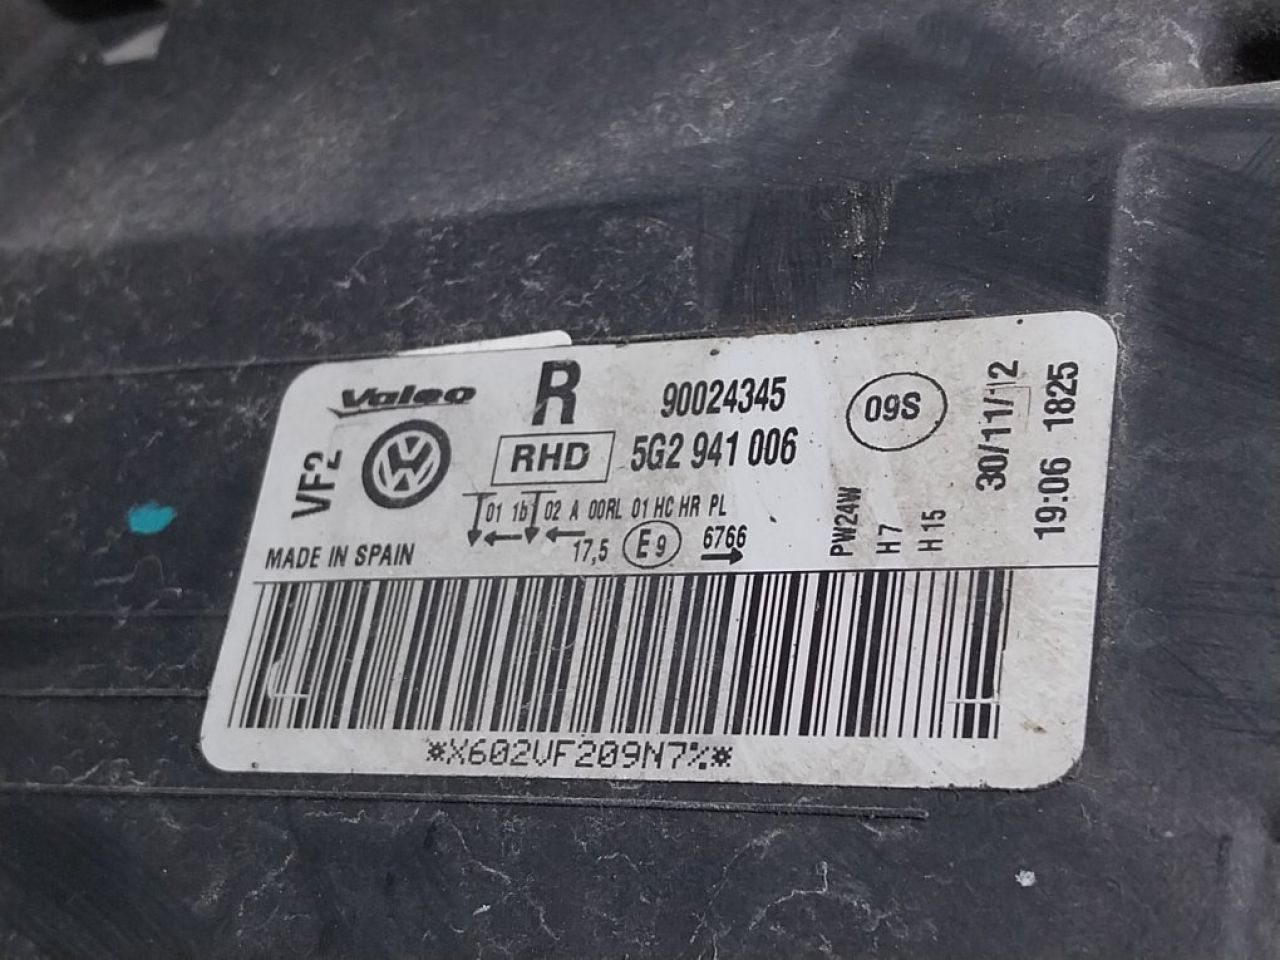 Valeo R 90024345
VF2 RHD 5G2 941 006 09S
01 1b 02 A 00RL 01 HC HR PL
MADE IN SPAIN 17,5 E9 6766
PW24W
H7
H15
30/11/12
19:06 1825
*X602VF209N7%*